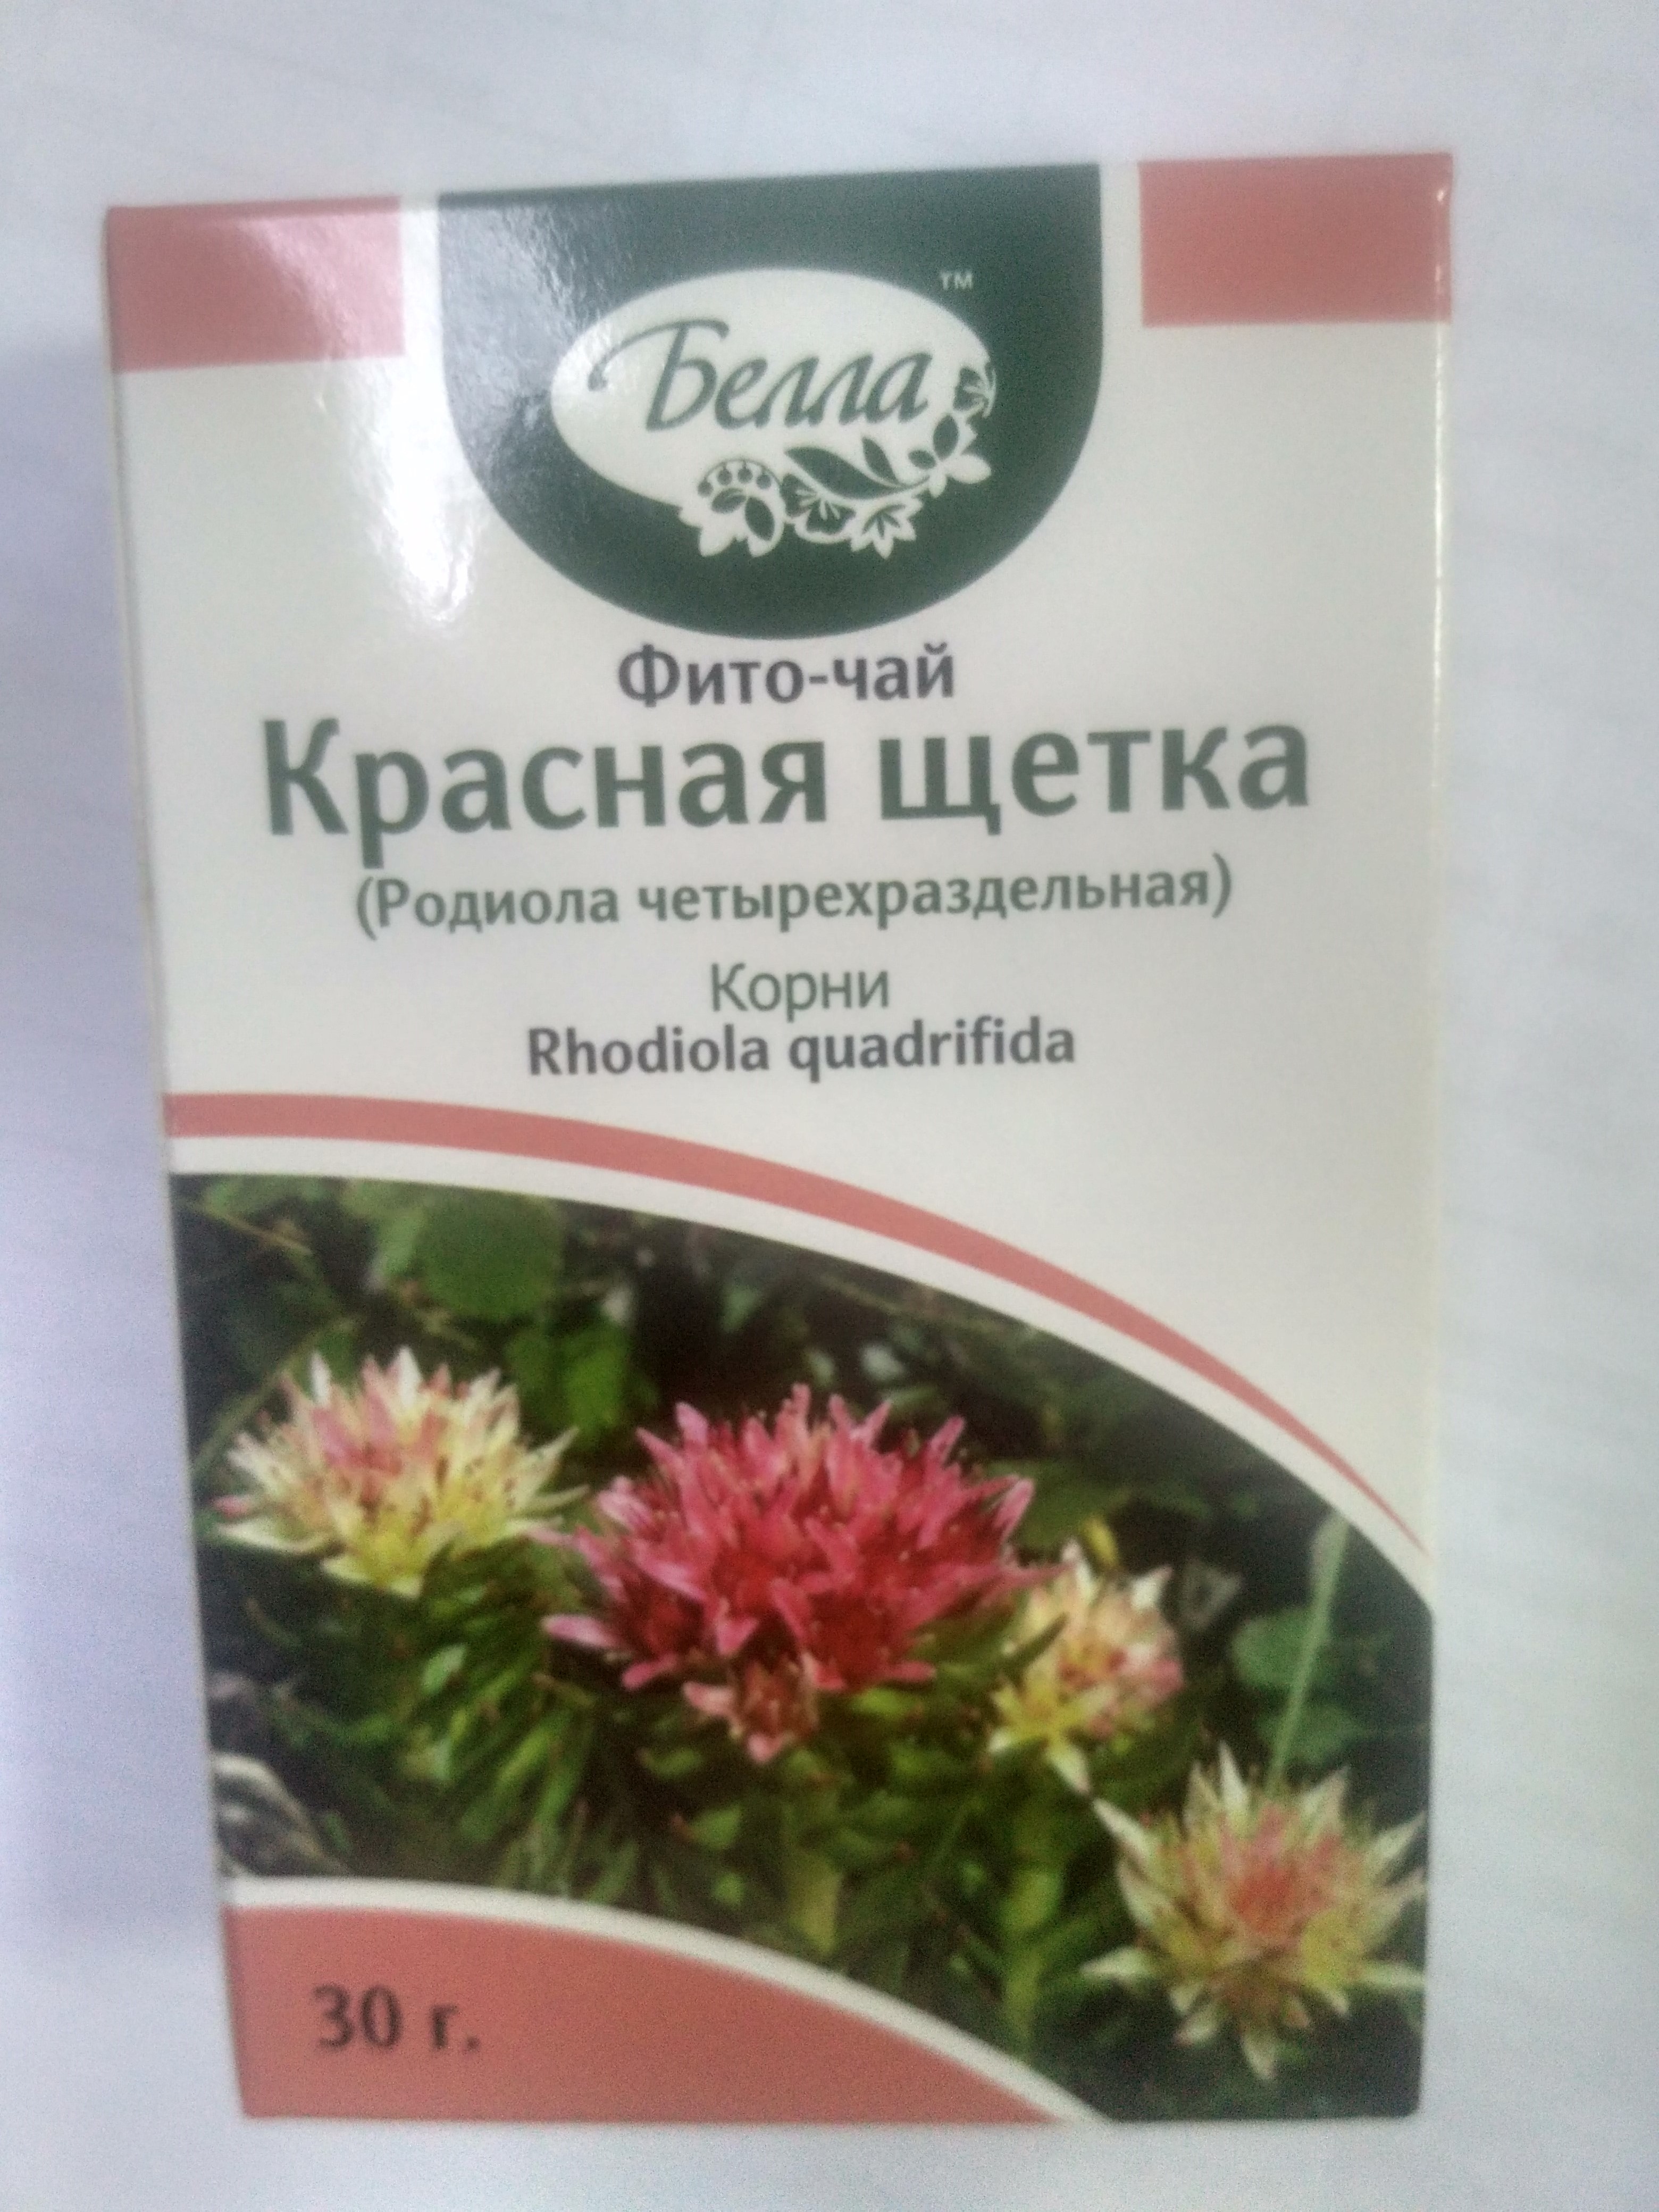 Белла
TM
Фито-чай
Красная щетка
(Родиола четырехраздельная)
Корни
Rhodiola quadrifida
30 г.